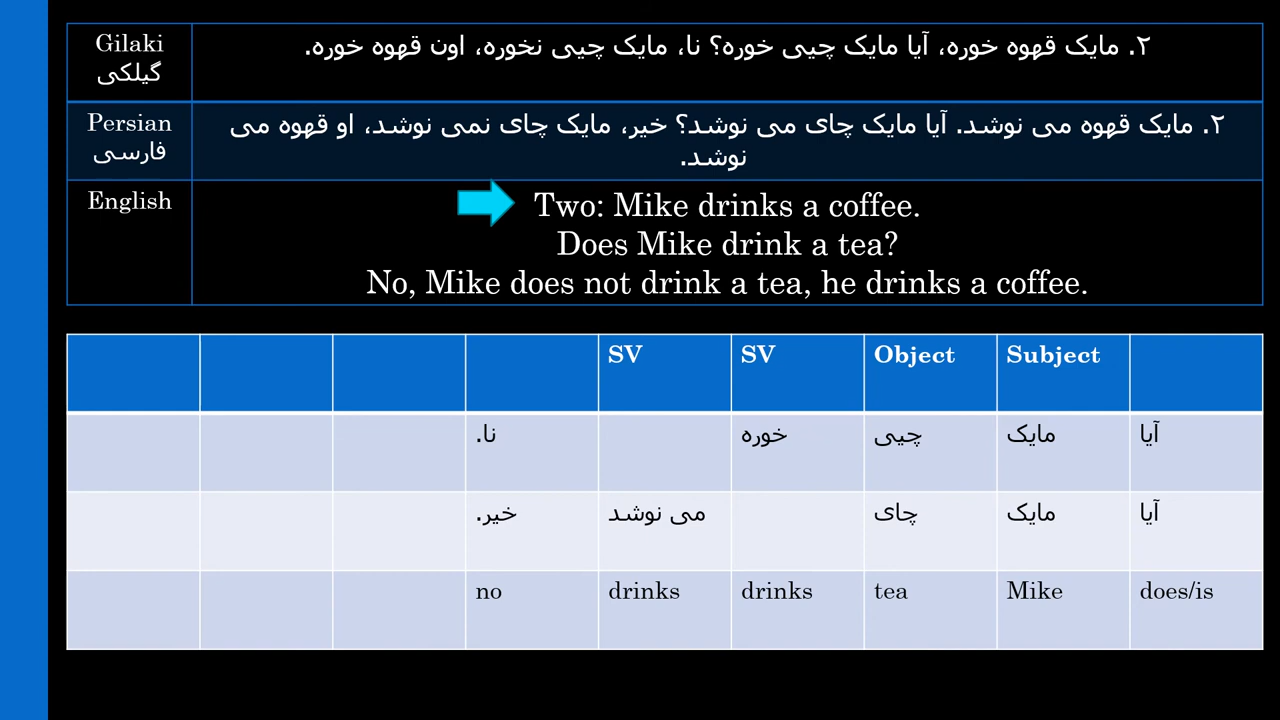 Gilaki
گیلکی
۲. مایک قهوه خوره، آیا مایک چیی خوره؟ نا، مایک چیی نخوره، اون قهوه خوره.
Persian
فارسی
۲. مایک قهوه می نوشد. آیا مایک چای می نوشد؟ خیر، مایک چای نمی نوشد، او قهوه می
نوشد.
English
Two: Mike drinks a coffee.
Does Mike drink a tea?
No, Mike does not drink a tea, he drinks a coffee.
SV SV Object Subject
آیا مایک چیی خوره نا.
آیا مایک چای می نوشد خیر.
no drinks drinks tea Mike does/is